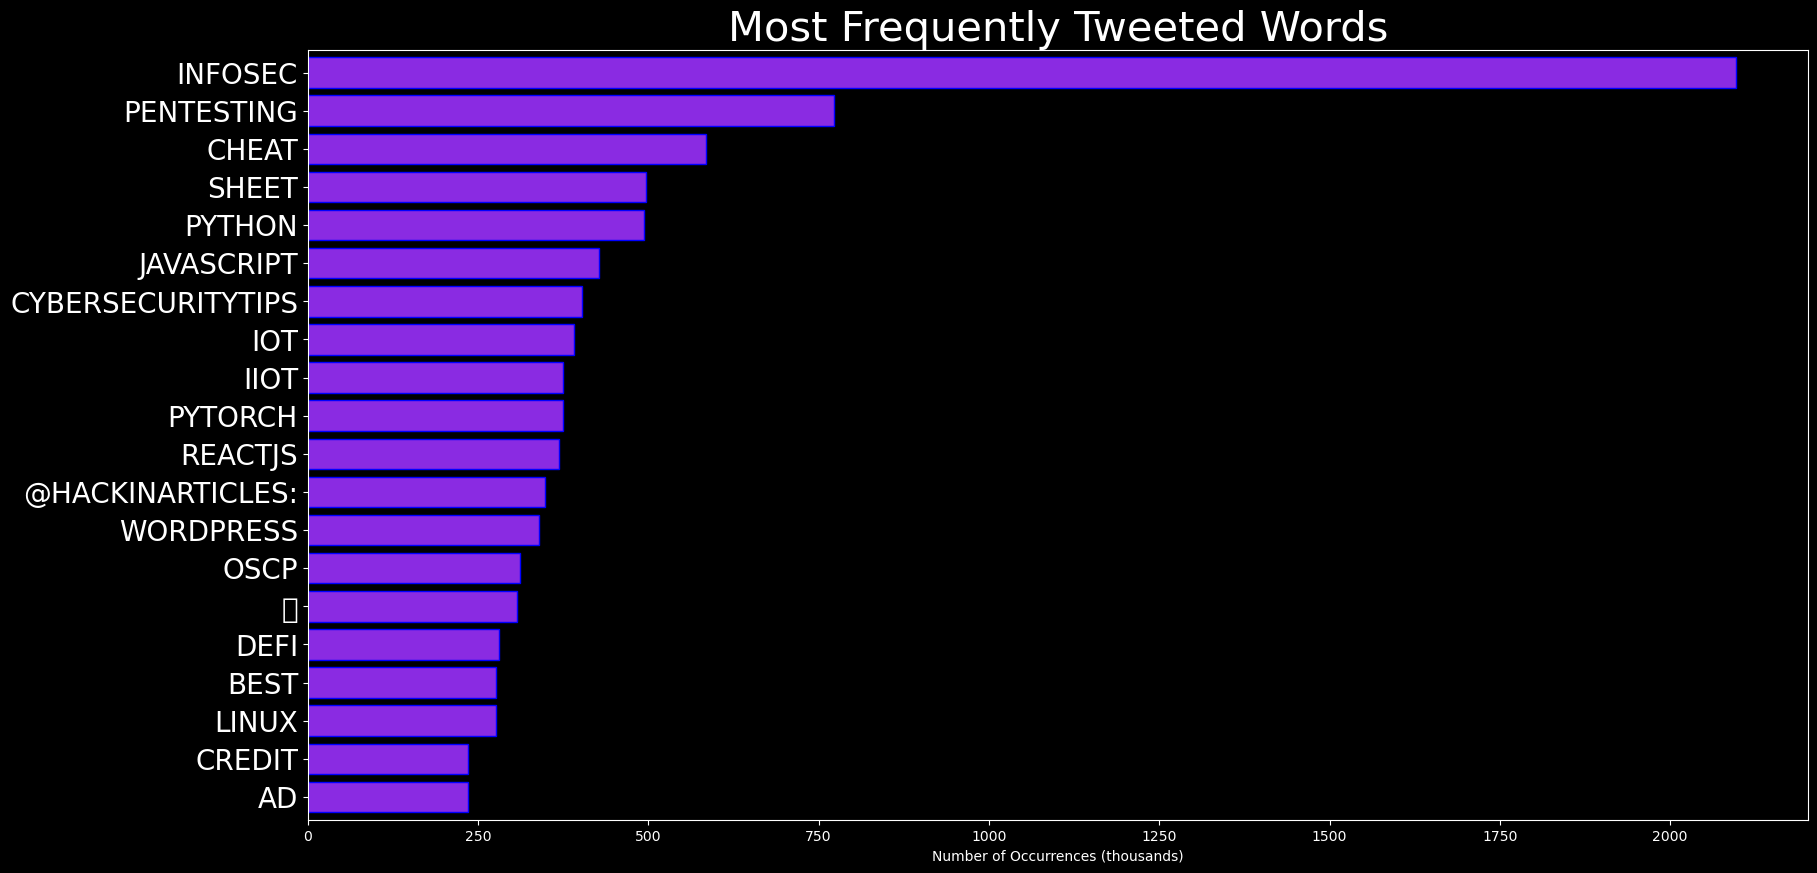 Most Frequently Tweeted Words
INFOSEC
PENTESTING
CHEAT
SHEET
PYTHON
JAVASCRIPT
CYBERSECURITYTIPS
IOT
IIOT
PYTORCH
REACTJS
@HACKINARTICLES:
WORDPRESS
OSCP
DEFI
BEST
LINUX
CREDIT
AD
0 250 500 750 1000 1250 1500 1750 2000
Number of Occurrences (thousands)